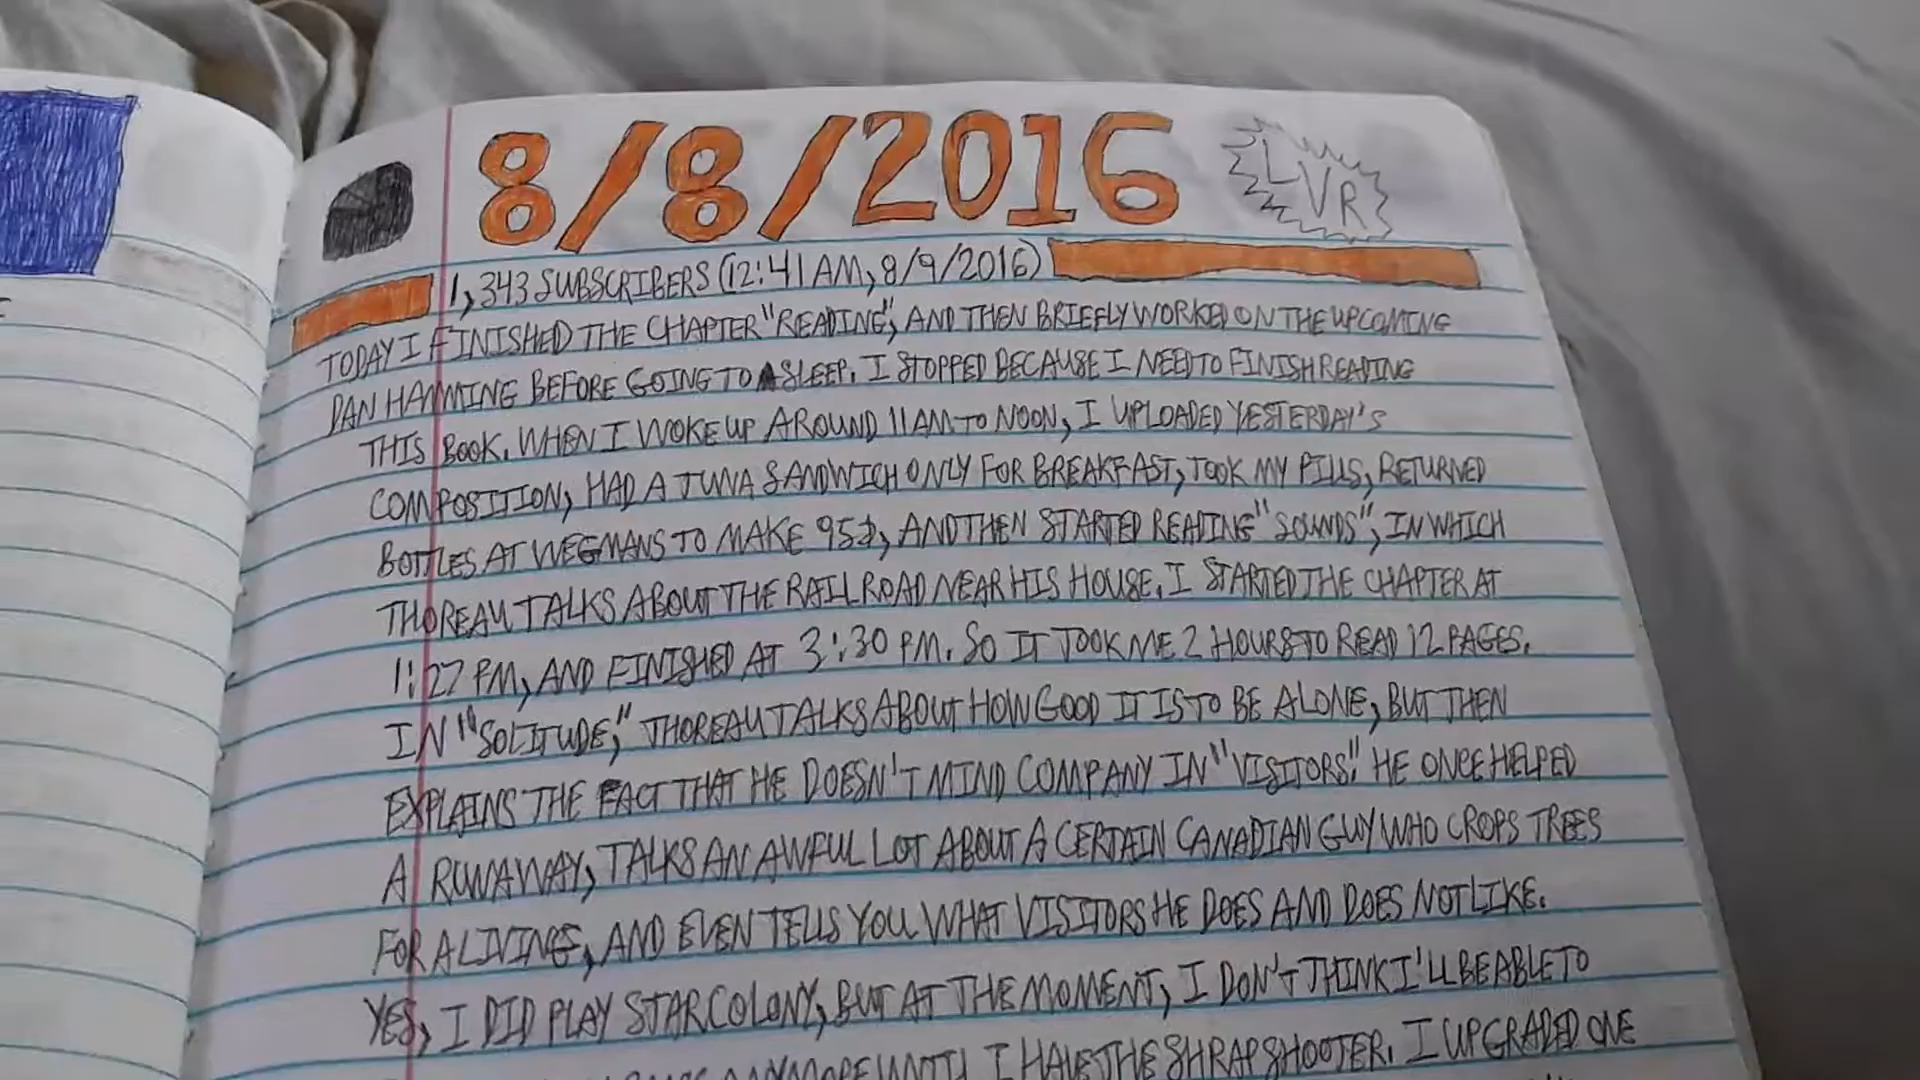 8/8/2016
LVR
1,343 SUBSCRIBERS (12:41 AM, 8/9/2016)
TODAY I FINISHED THE CHAPTER "READING", AND THEN BRIEFLY WORKED ON THE UPCOMING
DAN HAMMING BEFORE GOING TO ASLEEP. I STOPPED BECAUSE I NEED TO FINISH READING
THIS BOOK. WHEN I WOKE UP AROUND 11 AM TO NOON, I UPLOADED YESTERDAY'S
COMPOSITION, HAD A TUNA SANDWICH ONLY FOR BREAKFAST, TOOK MY PILLS, RETURNED
BOTTLES AT WEGMANS TO MAKE 95¢, AND THEN STARTED READING "SOUNDS", IN WHICH
THOREAU TALKS ABOUT THE RAILROAD NEAR HIS HOUSE. I STARTED THE CHAPTER AT
1:27 PM, AND FINISHED AT 3:30 PM. SO IT TOOK ME 2 HOURS TO READ 12 PAGES.
IN "SOLITUDE," THOREAU TALKS ABOUT HOW GOOD IT IS TO BE ALONE, BUT THEN
EXPLAINS THE FACT THAT HE DOESN'T MIND COMPANY IN "VISITORS." HE ONCE HELPED
A RUNAWAY, TALKS AN AWFUL LOT ABOUT A CERTAIN CANADIAN GUY WHO CROPS TREES
FOR A LIVING, AND EVEN TELLS YOU WHAT VISITORS HE DOES AND DOES NOT LIKE.
YES, I DID PLAY STAR COLONY, BUT AT THE MOMENT, I DON'T THINK I'LL BE ABLE TO
ANYMORE UNTIL I HAVE THE SHRAPSHOOTER. I UPGRADED ONE